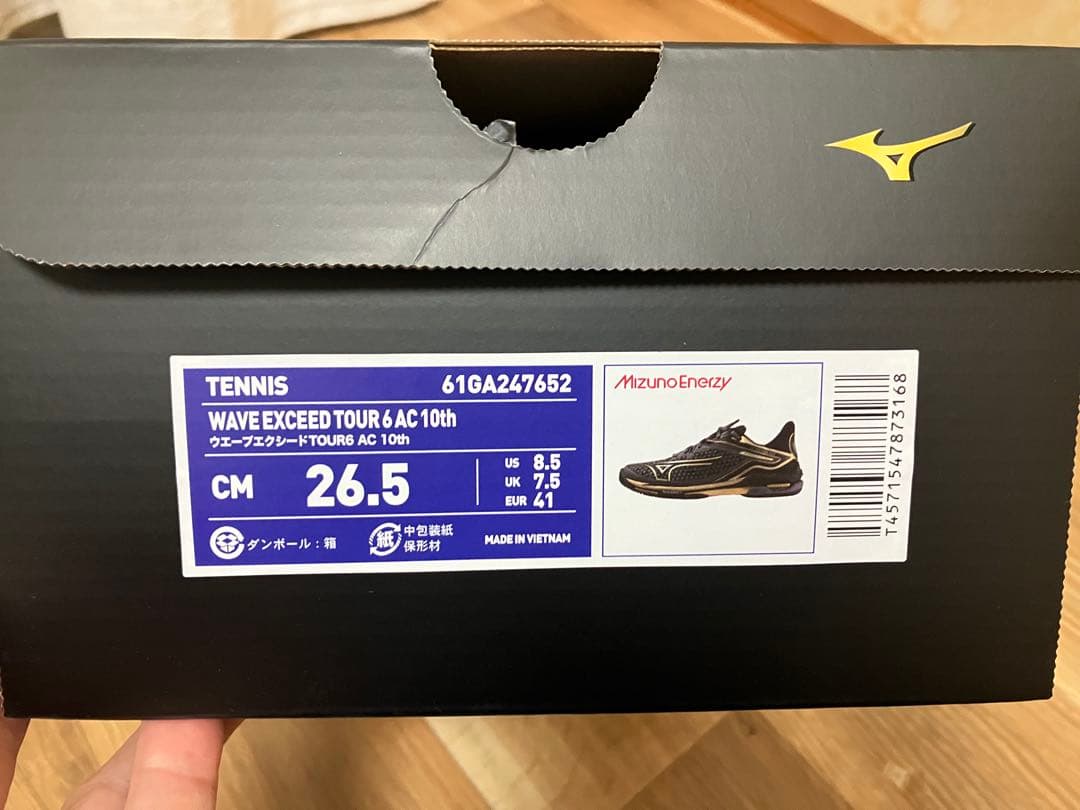 TENNIS 61GA247652
WAVE EXCEED TOUR 6 AC 10th
ウエーブエクシードTOUR6 AC 10th
CM 26.5
US 8.5
UK 7.5
EUR 41
ダンボール:箱
紙 中包装紙
保形材
MADE IN VIETNAM
MizunoEnerzy
T4571547873168